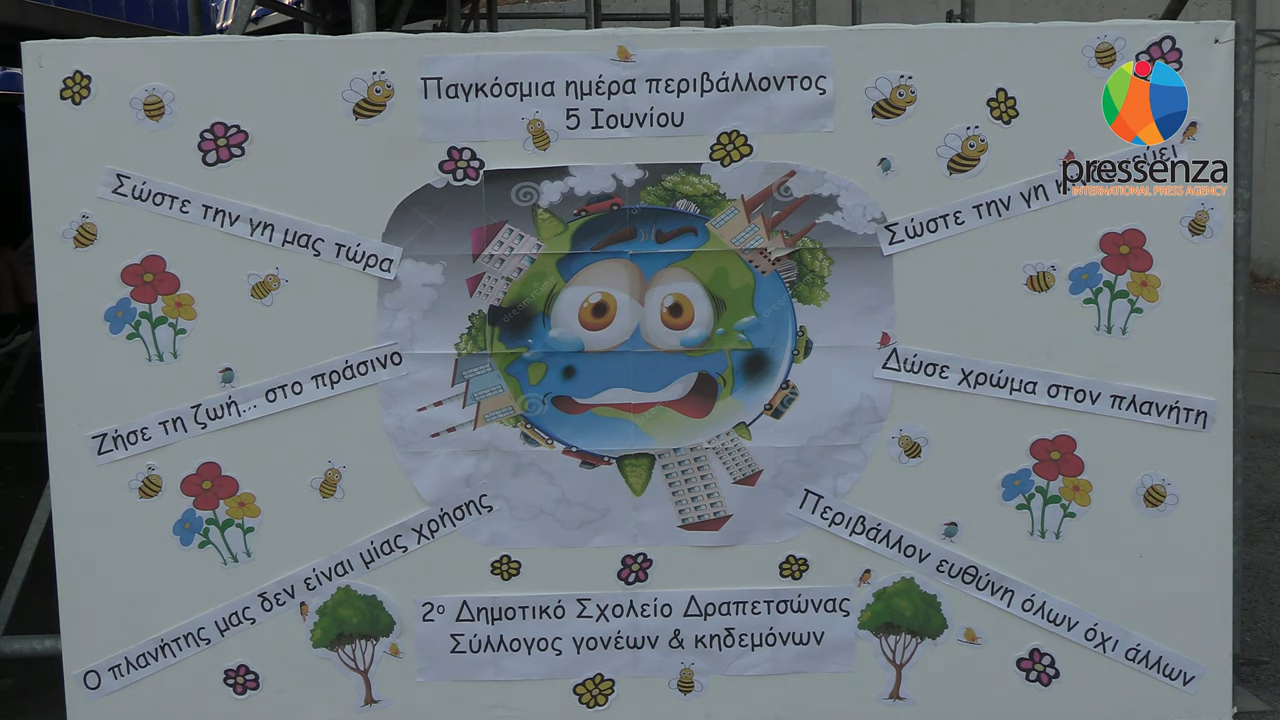 Παγκόσμια ημέρα περιβάλλοντος
5 Ιουνίου
pressenza
INTERNATIONAL PRESS AGENCY
Σώστε την γη μας τώρα
Σώστε την γη
Ζήσε τη ζωή... στο πράσινο
Δώσε χρώμα στον πλανήτη
Ο πλανήτης μας δεν είναι μίας χρήσης
Περιβάλλον ευθύνη όλων όχι άλλων
2ο Δημοτικό Σχολείο Δραπετσώνας
Σύλλογος γονέων & κηδεμόνων